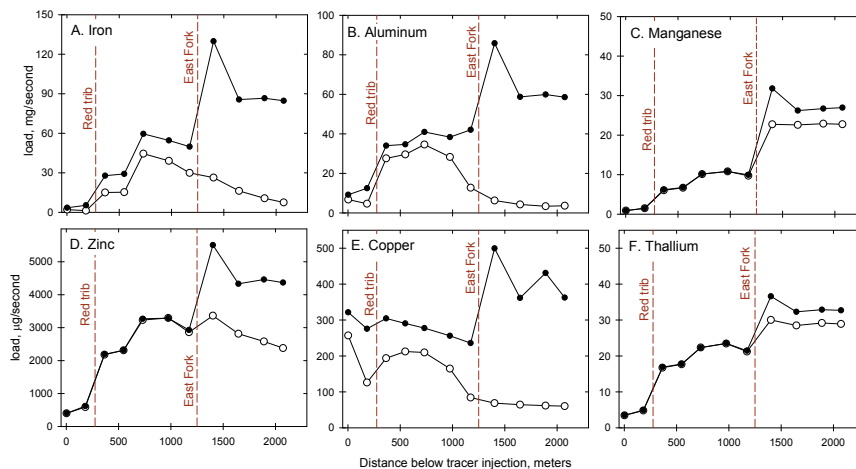 A. Iron
B. Aluminum
C. Manganese
150
120
90
60
30
0
100
80
60
40
20
0
50
40
30
20
10
0
load, mg/second
Red trib
East Fork
Red trib
East Fork
Red trib
East Fork
D. Zinc
E. Copper
F. Thallium
5000
4000
3000
2000
1000
0
500
400
300
200
100
0
50
40
30
20
10
0
load, µg/second
Red trib
East Fork
Red trib
East Fork
Red trib
East Fork
0 500 1000 1500 2000
0 500 1000 1500 2000
0 500 1000 1500 2000
Distance below tracer injection, meters